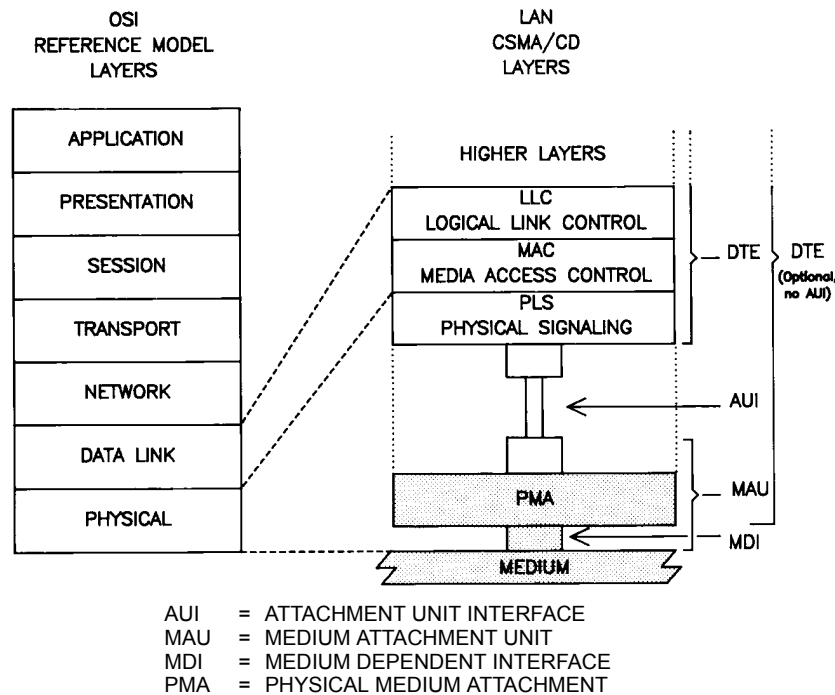 OSI
REFERENCE MODEL
LAYERS
APPLICATION
PRESENTATION
SESSION
TRANSPORT
NETWORK
DATA LINK
PHYSICAL
LAN
CSMA/CD
LAYERS
HIGHER LAYERS
LLC
LOGICAL LINK CONTROL
MAC
MEDIA ACCESS CONTROL
PLS
PHYSICAL SIGNALING
PMA
MEDIUM
DTE
DTE
(Optional,
no AUI)
AUI
MAU
MDI
AUI = ATTACHMENT UNIT INTERFACE
MAU = MEDIUM ATTACHMENT UNIT
MDI = MEDIUM DEPENDENT INTERFACE
PMA = PHYSICAL MEDIUM ATTACHMENT